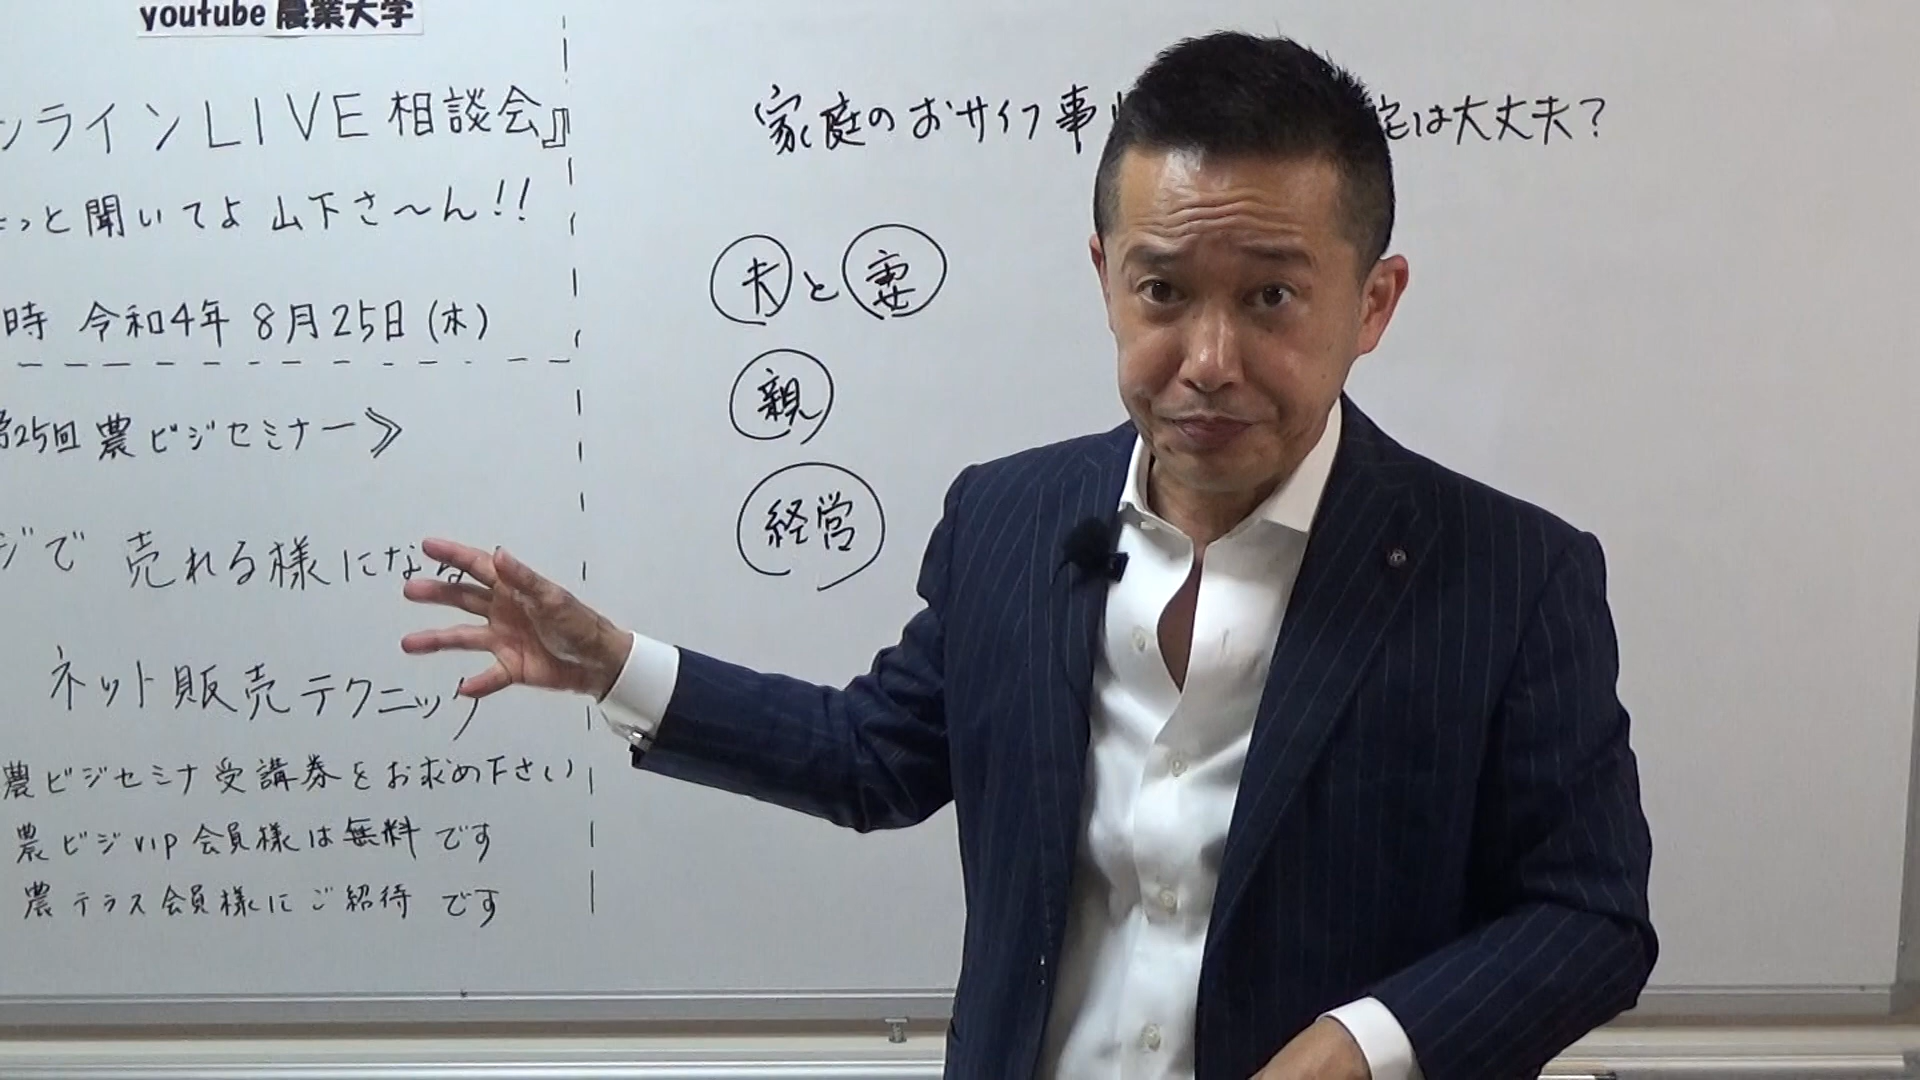 youtube 農業大学
ンラインLIVE 相談会』
っと聞いてよ 山下さ〜ん!!
時 令和4年 8月25日(木)
第25回 農ビジセミナー》
ジで 売れる様になる
ネット販売テクニック
農ビジセミナ 受講券をお求め下さい
農ビジvip会員様は無料です
農テラス会員様にご紹待です
家庭のおサイフ事
宅は大丈夫?
夫と妻
親
経営